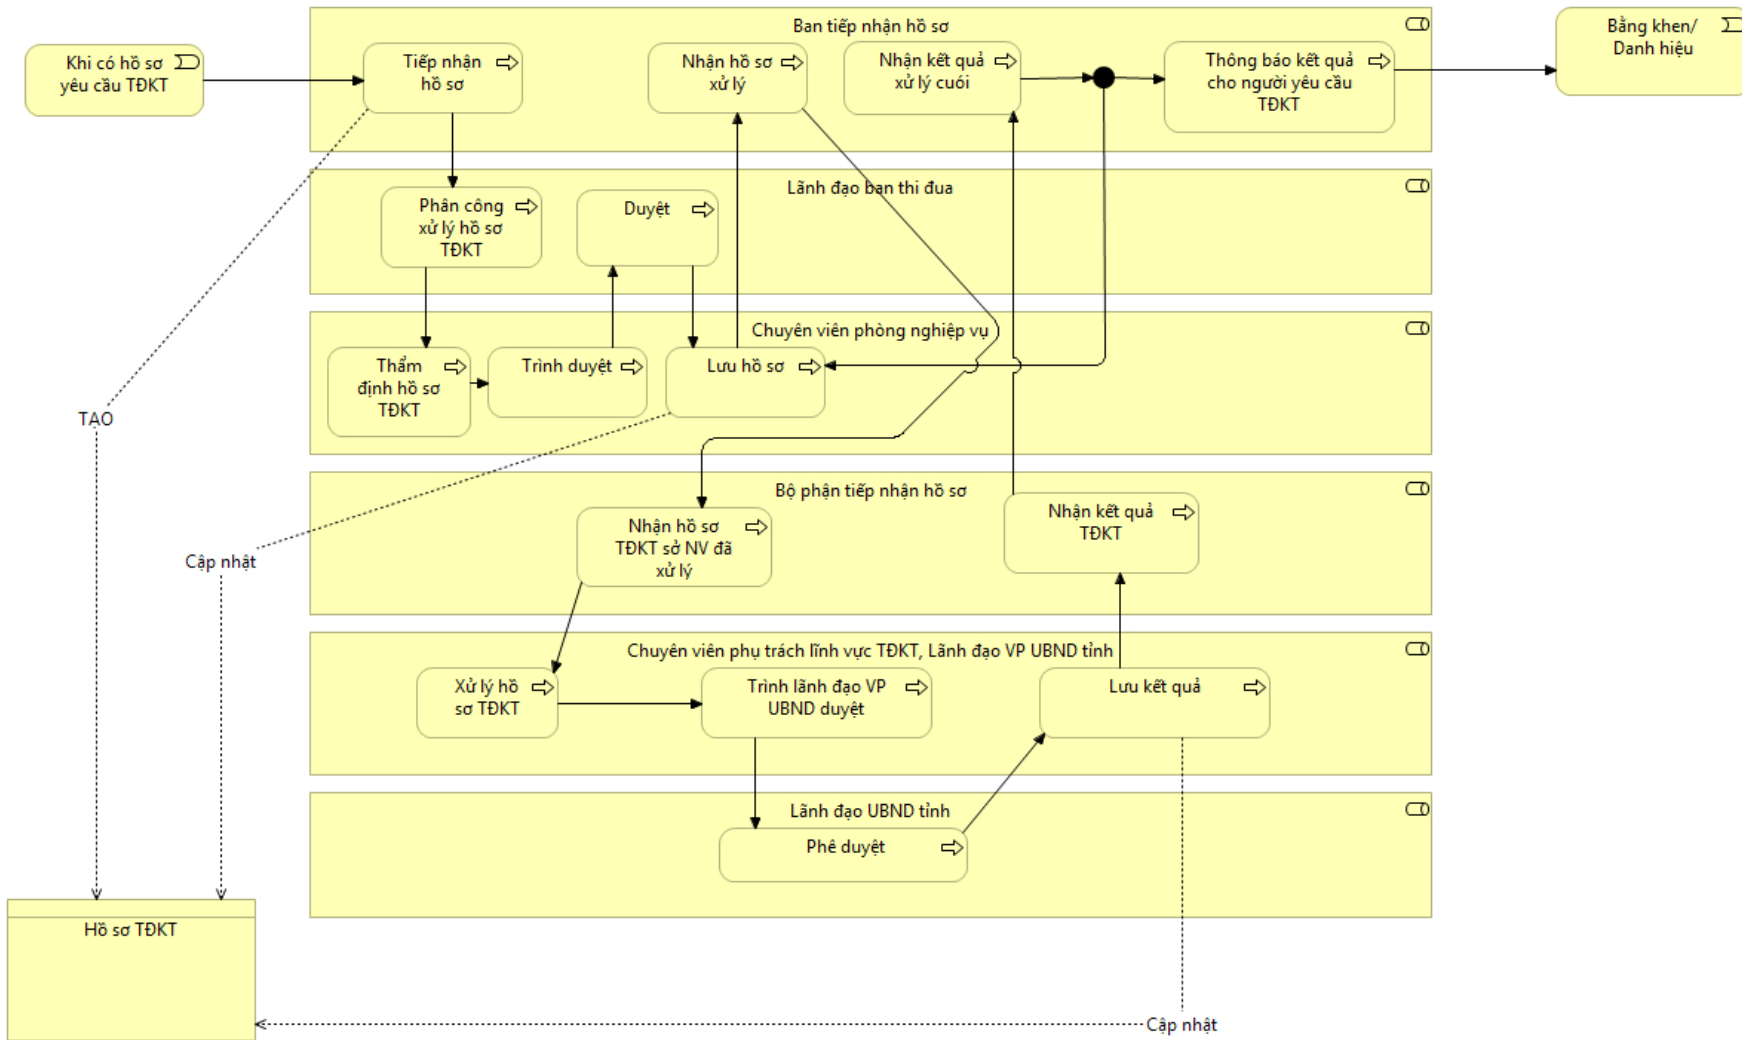 Ban tiếp nhận hồ sơ
Khi có hồ sơ
yêu cầu TĐKT
Tiếp nhận
hồ sơ
Nhận hồ sơ
xử lý
Nhận kết quả
xử lý cuối
Thông báo kết quả
cho người yêu cầu
TĐKT
Bằng khen/
Danh hiệu
Lãnh đạo ban thi đua
Phân công
xử lý hồ sơ
TĐKT
Duyệt
Chuyên viên phòng nghiệp vụ
Thẩm
định hồ sơ
TĐKT
Trình duyệt
Lưu hồ sơ
TẠO
Bộ phận tiếp nhận hồ sơ
Nhận hồ sơ
TĐKT sở NV đã
xử lý
Nhận kết quả
TĐKT
Cập nhật
Chuyên viên phụ trách lĩnh vực TĐKT, Lãnh đạo VP UBND tỉnh
Xử lý hồ
sơ TĐKT
Trình lãnh đạo VP
UBND duyệt
Lưu kết quả
Lãnh đạo UBND tỉnh
Phê duyệt
Hồ sơ TĐKT
Cập nhật